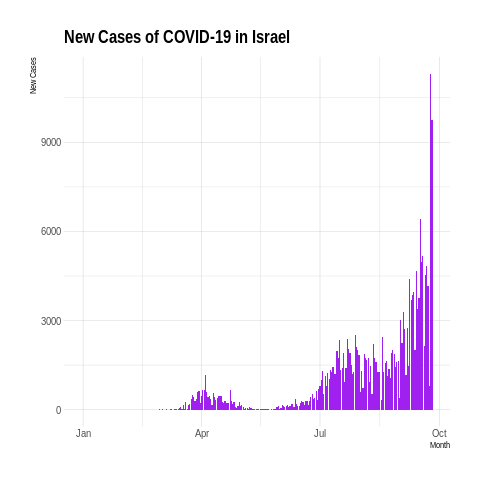 New Cases of COVID-19 in Israel
New Cases
9000
6000
3000
0
Jan Apr Jul Oct
Month